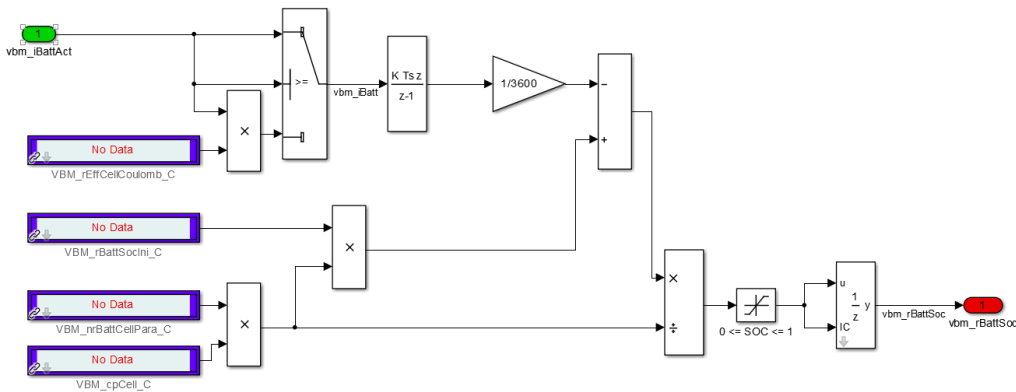 1
vbm_iBattAct
>=
vbm_iBatt
K Ts z
z-1
1/3600
−
+
×
No Data
VBM_rEffCellCoulomb_C
No Data
VBM_rBattSocIni_C
×
No Data
VBM_nrBattCellPara_C
×
No Data
VBM_cpCell_C
×
÷
0 <= SOC <= 1
u
1
z
y
IC
vbm_rBattSoc
1
vbm_rBattSoc